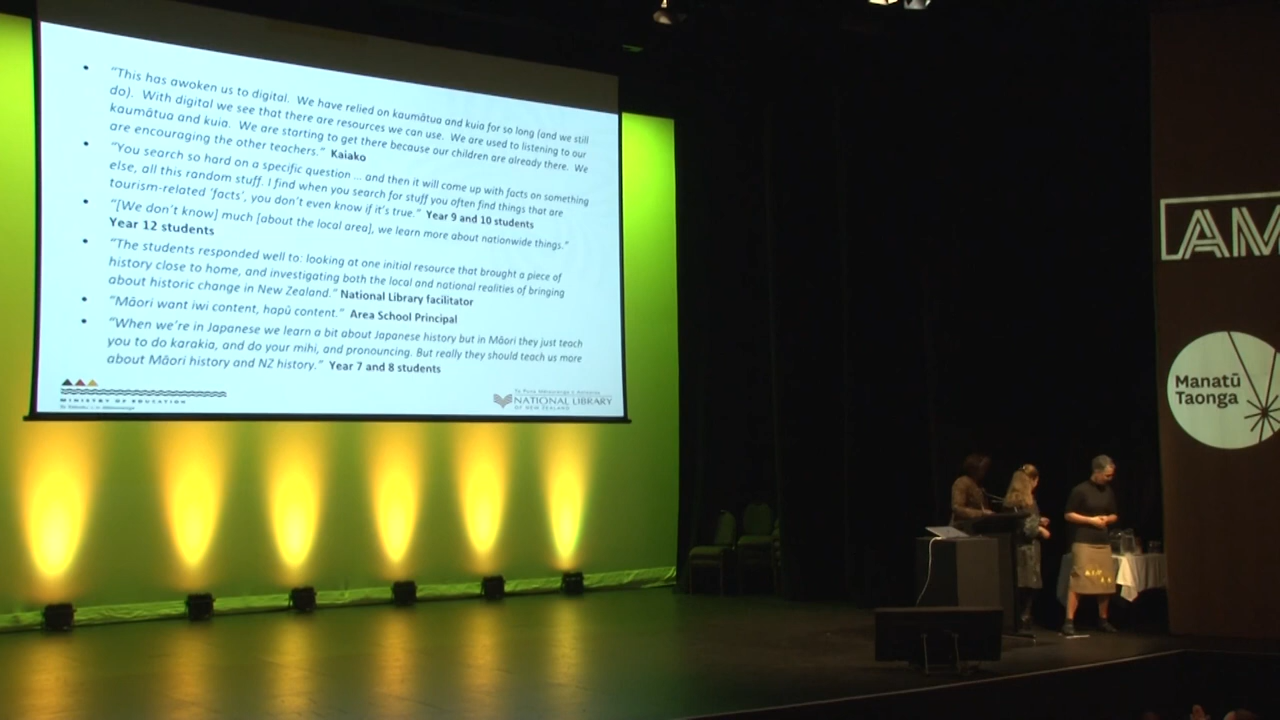 • "This has awoken us to digital. We have relied on kaumātua and kuia for so long (and we still
do). With digital we see that there are resources we can use. We are used to listening to our
kaumātua and kuia. We are starting to get there because our children are already there. We
are encouraging the other teachers." Kaiako
• "You search so hard on a specific question ... and then it will come up with facts on something
else, all this random stuff. I find when you search for stuff you often find things that are
tourism-related 'facts', you don't even know if it's true." Year 9 and 10 students
• "[We don't know] much [about the local area], we learn more about nationwide things."
Year 12 students
• "The students responded well to: looking at one initial resource that brought a piece of
history close to home, and investigating both the local and national realities of bringing
about historic change in New Zealand." National Library facilitator
• "Māori want iwi content, hapū content." Area School Principal
• "When we're in Japanese we learn a bit about Japanese history but in Māori they just teach
you to do karakia, and do your mihi, and pronouncing. But really they should teach us more
about Māori history and NZ history." Year 7 and 8 students
MINISTRY OF EDUCATION
NATIONAL LIBRARY
OF NEW ZEALAND
AM
Manatū
Taonga